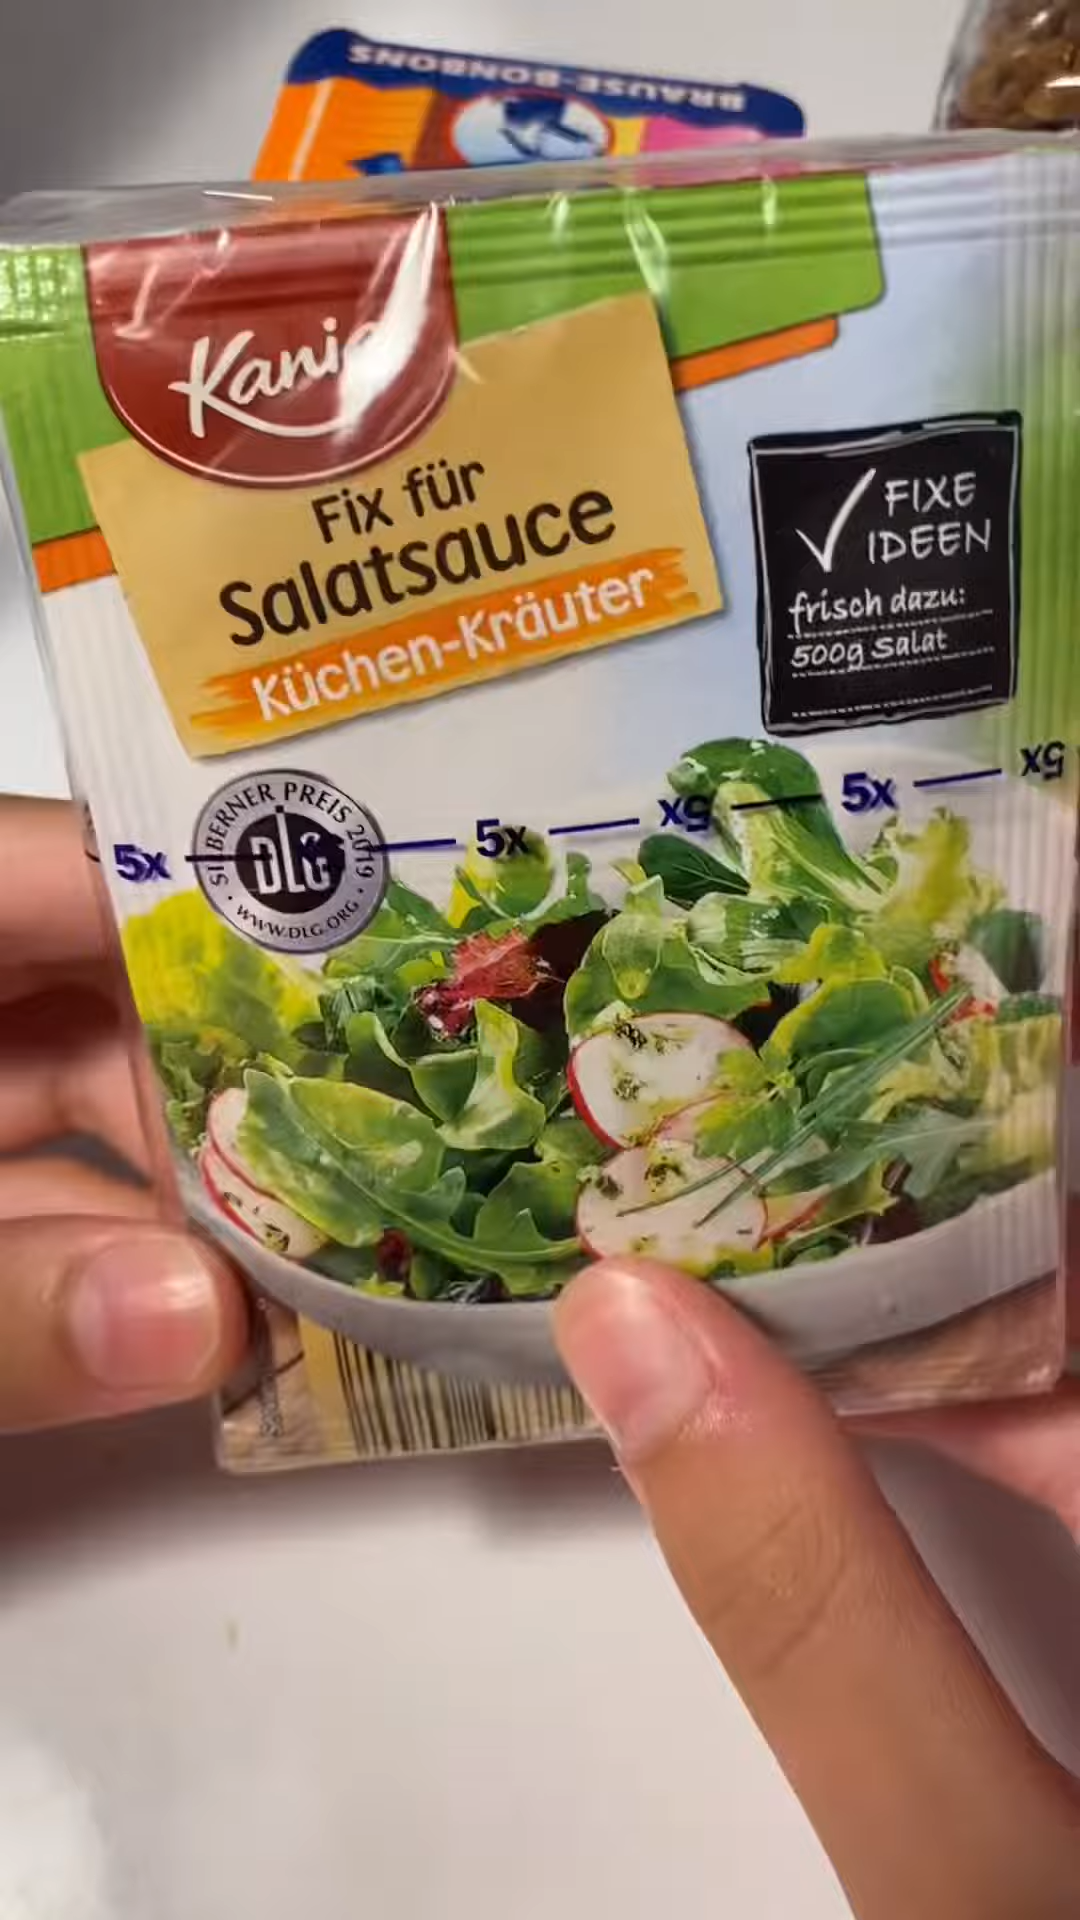 BRAUSE-BONBONS
Kania
Fix für
Salatsauce
Küchen-Kräuter
FIXE
IDEEN
frisch dazu:
500g Salat
5x 5x 5x 5x 5x
SILBERNER PREIS 2019
DLG
WWW.DLG.ORG